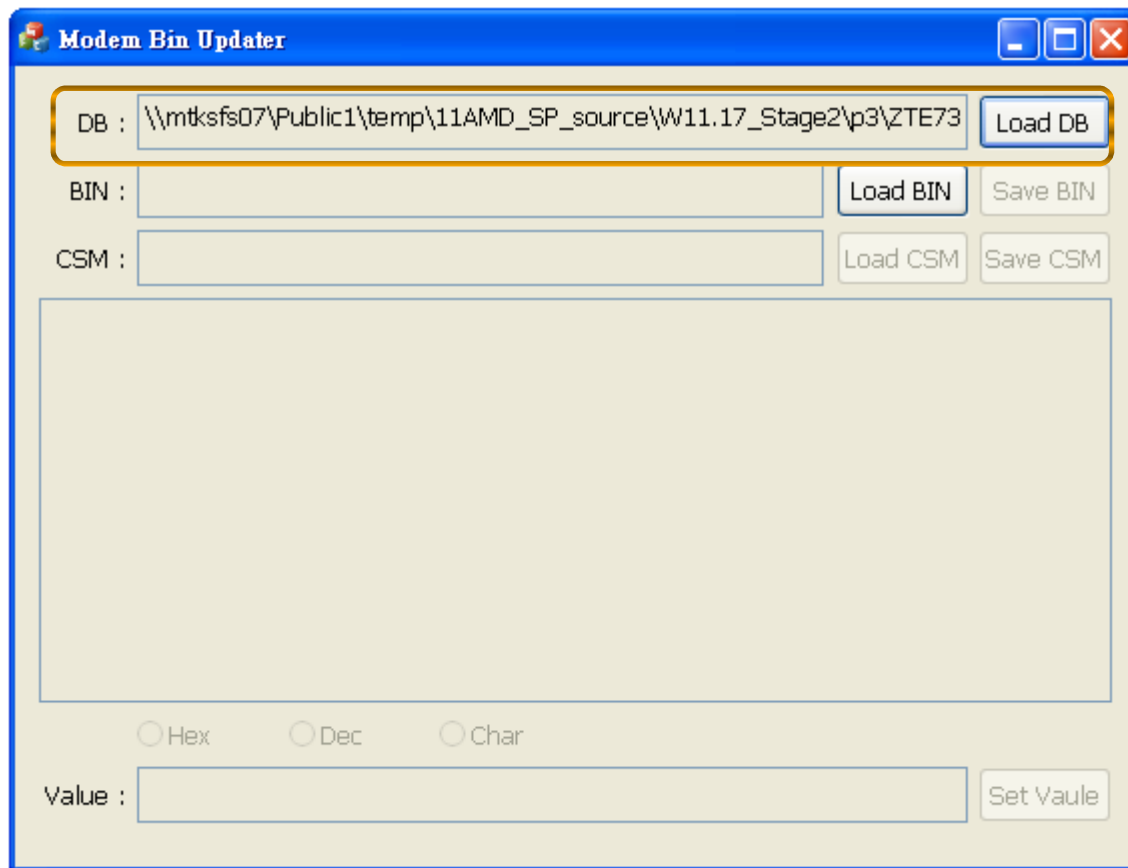 Modem Bin Updater
DB : \\mtksfs07\Public1\temp\11AMD_SP_source\W11.17_Stage2\p3\ZTE73 Load DB
BIN : Load BIN Save BIN
CSM : Load CSM Save CSM
Hex Dec Char
Value : Set Vaule